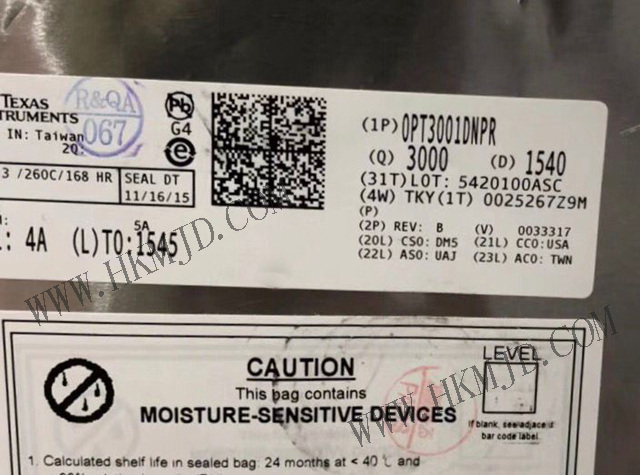 TEXAS
TRUMENTS
IN: Taiwan
2Q:
R&QA
067
Pb
G4
e
3 /260C/168 HR
SEAL DT
11/16/15
5A
: 4A (L)TO:1545
(1P) OPT3001DNPR
(Q) 3000 (D) 1540
(31T)LOT: 5420100ASC
(4W) TKY(1T) 0025267Z9M
(P)
(2P) REV: B (V) 0033317
(20L) CSO: DM5 (21L) CCO:USA
(22L) ASO: UAJ (23L) ACO: TWN
WWW.HKMJD.COM
WWW.HKMJD.COM
CAUTION
This bag contains
MOISTURE-SENSITIVE DEVICES
LEVEL
If blank, see adjacent
bar code label.
1. Calculated shelf life in sealed bag: 24 months at < 40℃ and